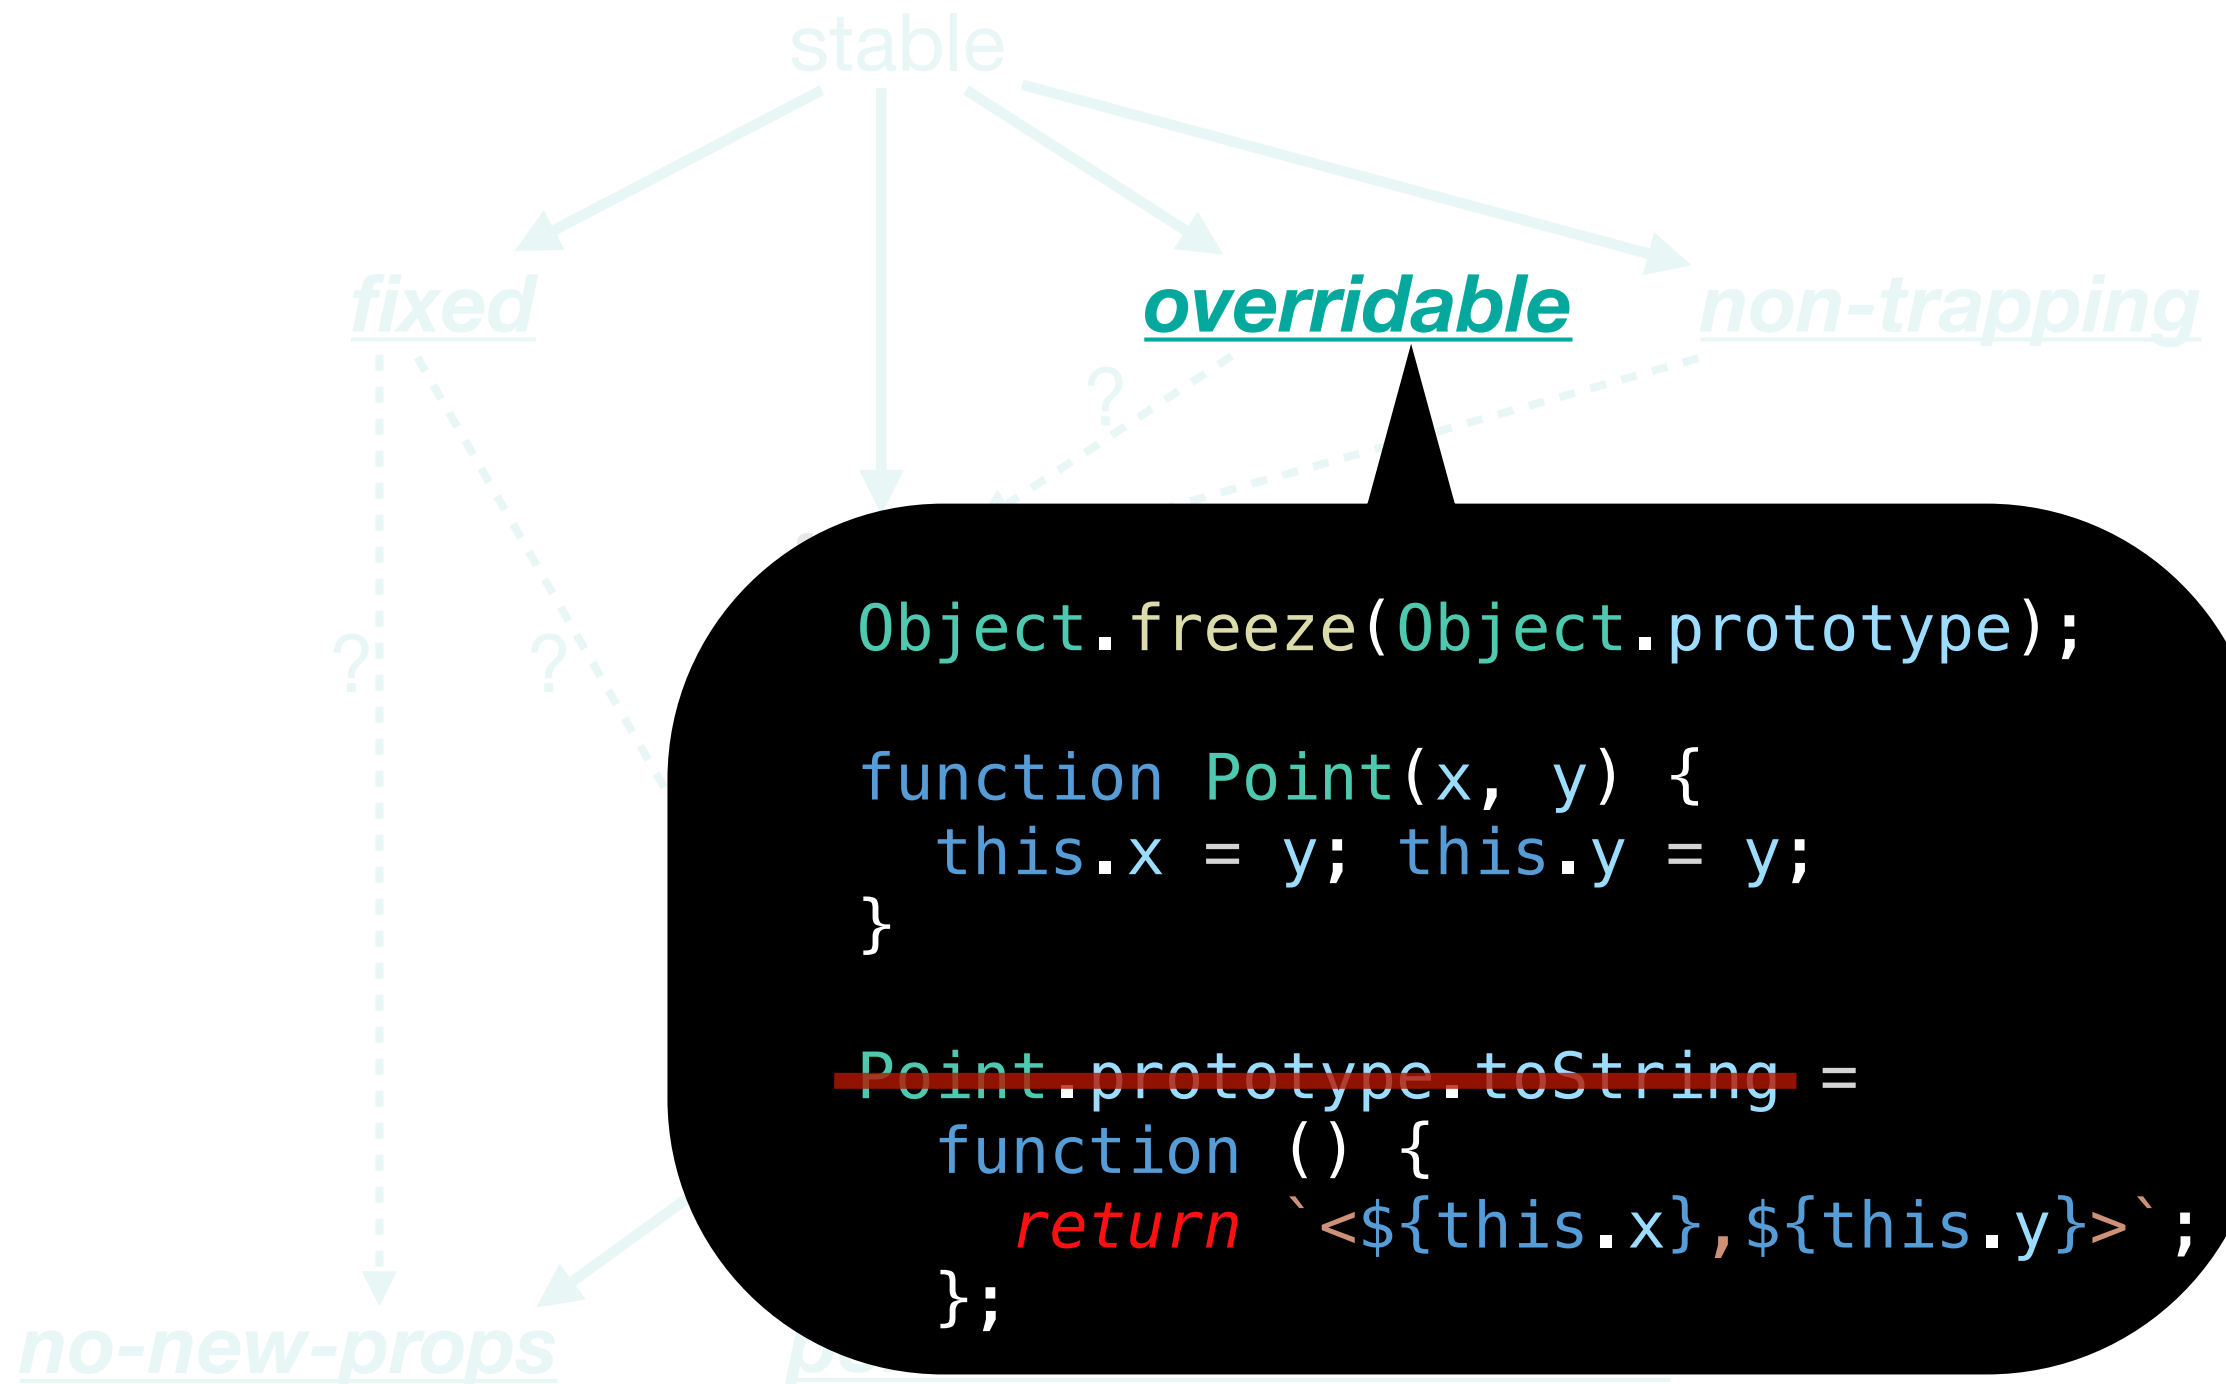 stable
fixed
overridable
non-trapping
?
? ?
Object.freeze(Object.prototype);
function Point(x, y) {
  this.x = y; this.y = y;
}
Point.prototype.toString =
  function () {
    return `<${this.x},${this.y}>`;
  };
no-new-props